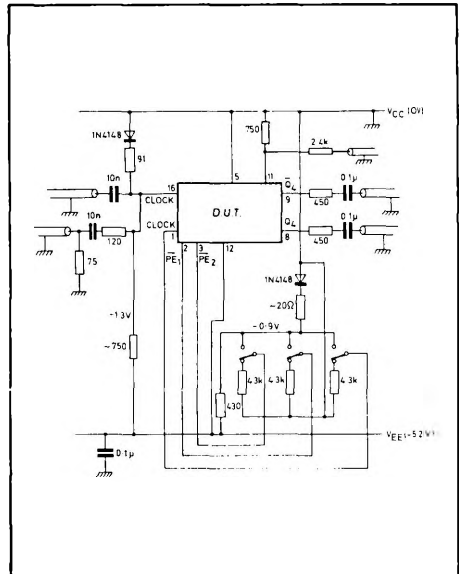 VCC (0V)
1N4148
750
2.4k
91
10n
5
11
0.1µ
16
Q̅4
CLOCK
9
450
10n
D.U.T.
0.1µ
CLOCK
Q4
120
1
8
450
2
3
12
P̅E̅1
P̅E̅2
75
1N4148
~20Ω
-1.3V
-0.9V
~750
4.3k
4.3k
4.3k
430
VEE (-5.2V)
0.1µ